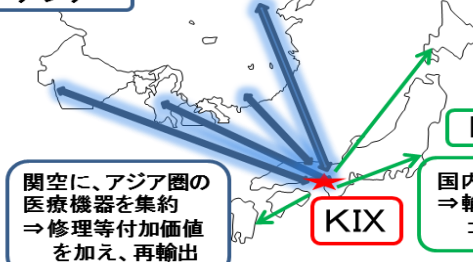 関空に、アジア圏の
医療機器を集約
⇒修理等付加価値
を加え、再輸出
KIX
国内
⇒